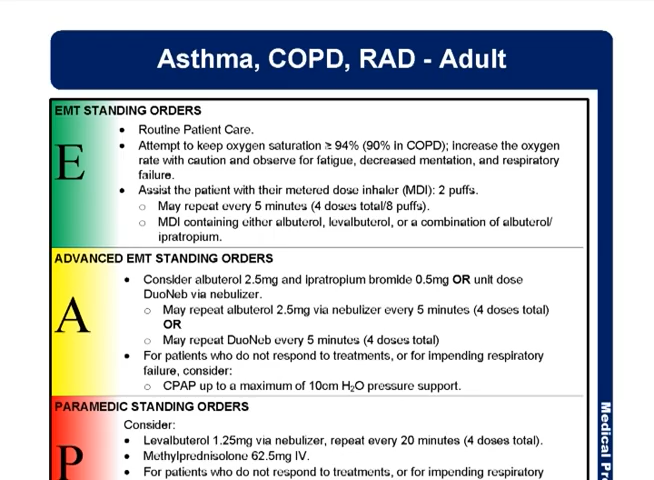 Asthma, COPD, RAD - Adult
EMT STANDING ORDERS
E
• Routine Patient Care.
• Attempt to keep oxygen saturation ≥ 94% (90% in COPD); increase the oxygen
rate with caution and observe for fatigue, decreased mentation, and respiratory
failure.
• Assist the patient with their metered dose inhaler (MDI): 2 puffs.
○ May repeat every 5 minutes (4 doses total/8 puffs).
○ MDI containing either albuterol, levalbuterol, or a combination of albuterol/
ipratropium.
ADVANCED EMT STANDING ORDERS
A
• Consider albuterol 2.5mg and ipratropium bromide 0.5mg OR unit dose
DuoNeb via nebulizer.
○ May repeat albuterol 2.5mg via nebulizer every 5 minutes (4 doses total)
OR
○ May repeat DuoNeb every 5 minutes (4 doses total)
• For patients who do not respond to treatments, or for impending respiratory
failure, consider:
○ CPAP up to a maximum of 10cm H₂O pressure support.
PARAMEDIC STANDING ORDERS
P
Consider:
• Levalbuterol 1.25mg via nebulizer, repeat every 20 minutes (4 doses total).
• Methylprednisolone 62.5mg IV.
• For patients who do not respond to treatments, or for impending respiratory
Medical Pr